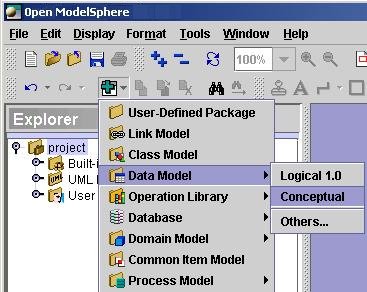 Open ModelSphere
File Edit Display Format Tools Window Help
100%
Explorer
project
Built-i
UML
User
User-Defined Package
Link Model
Class Model
Data Model
Operation Library
Database
Domain Model
Common Item Model
Process Model
Logical 1.0
Conceptual
Others...